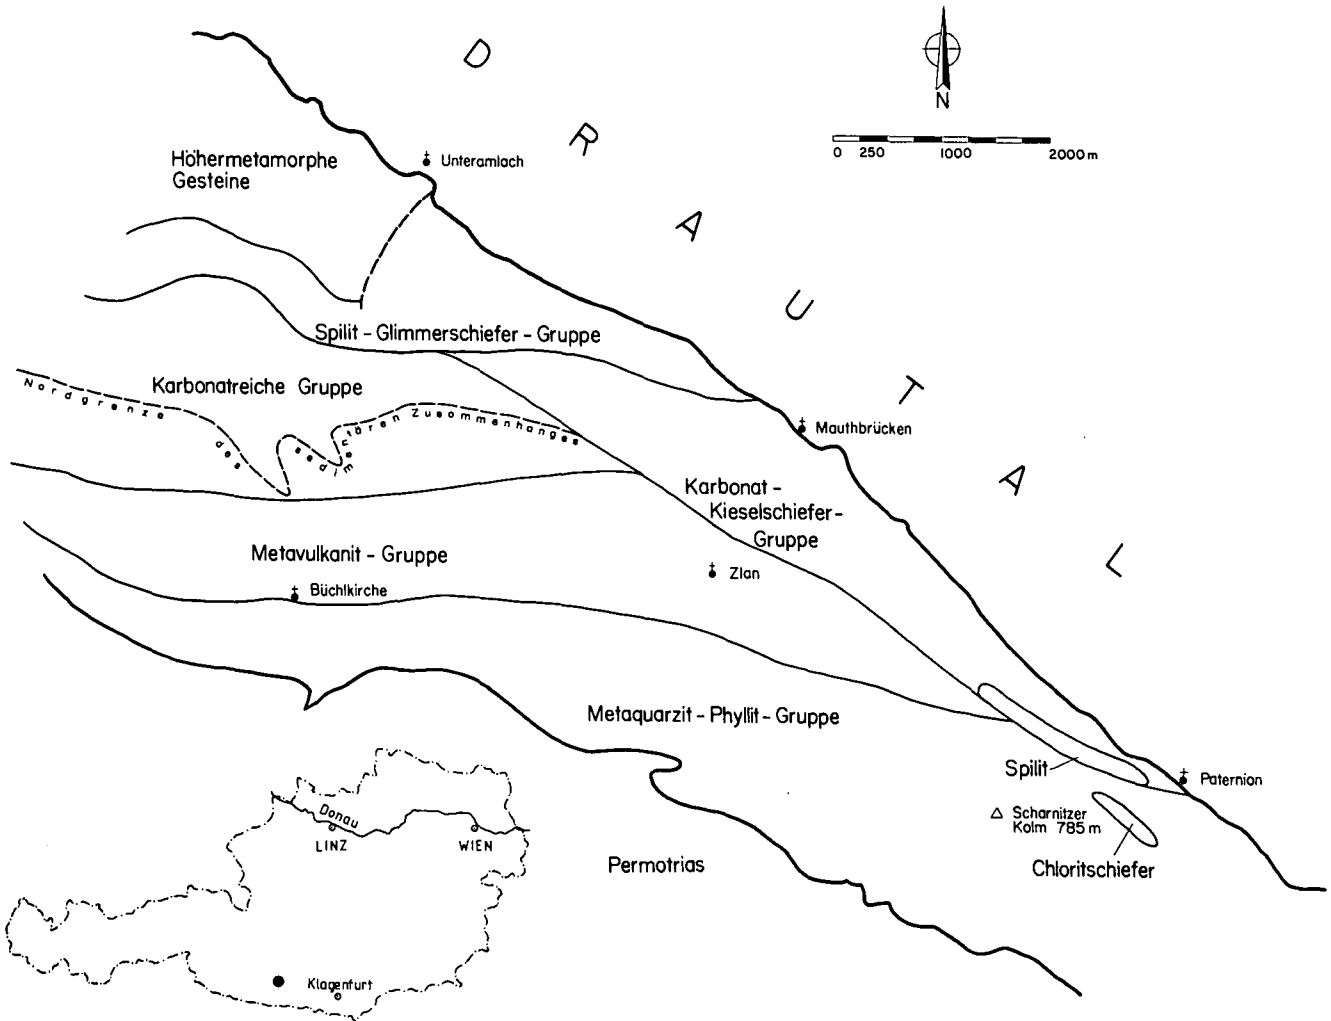 DRAUTAL
N
0 250 1000 2000 m
Höhermetamorphe
Gesteine
Unteramlach
Spilit - Glimmerschiefer - Gruppe
Karbonatreiche Gruppe
Nordgrenze des sedimentären Zusammenhanges
Mauthbrücken
Karbonat -
Kieselschiefer -
Gruppe
Metavulkanit - Gruppe
Zlan
Büchlkirche
Metaquarzit - Phyllit - Gruppe
Spilit
Paternion
Scharnitzer
Kolm 785 m
Chloritschiefer
Permotrias
Donau
LINZ
WIEN
Klagenfurt